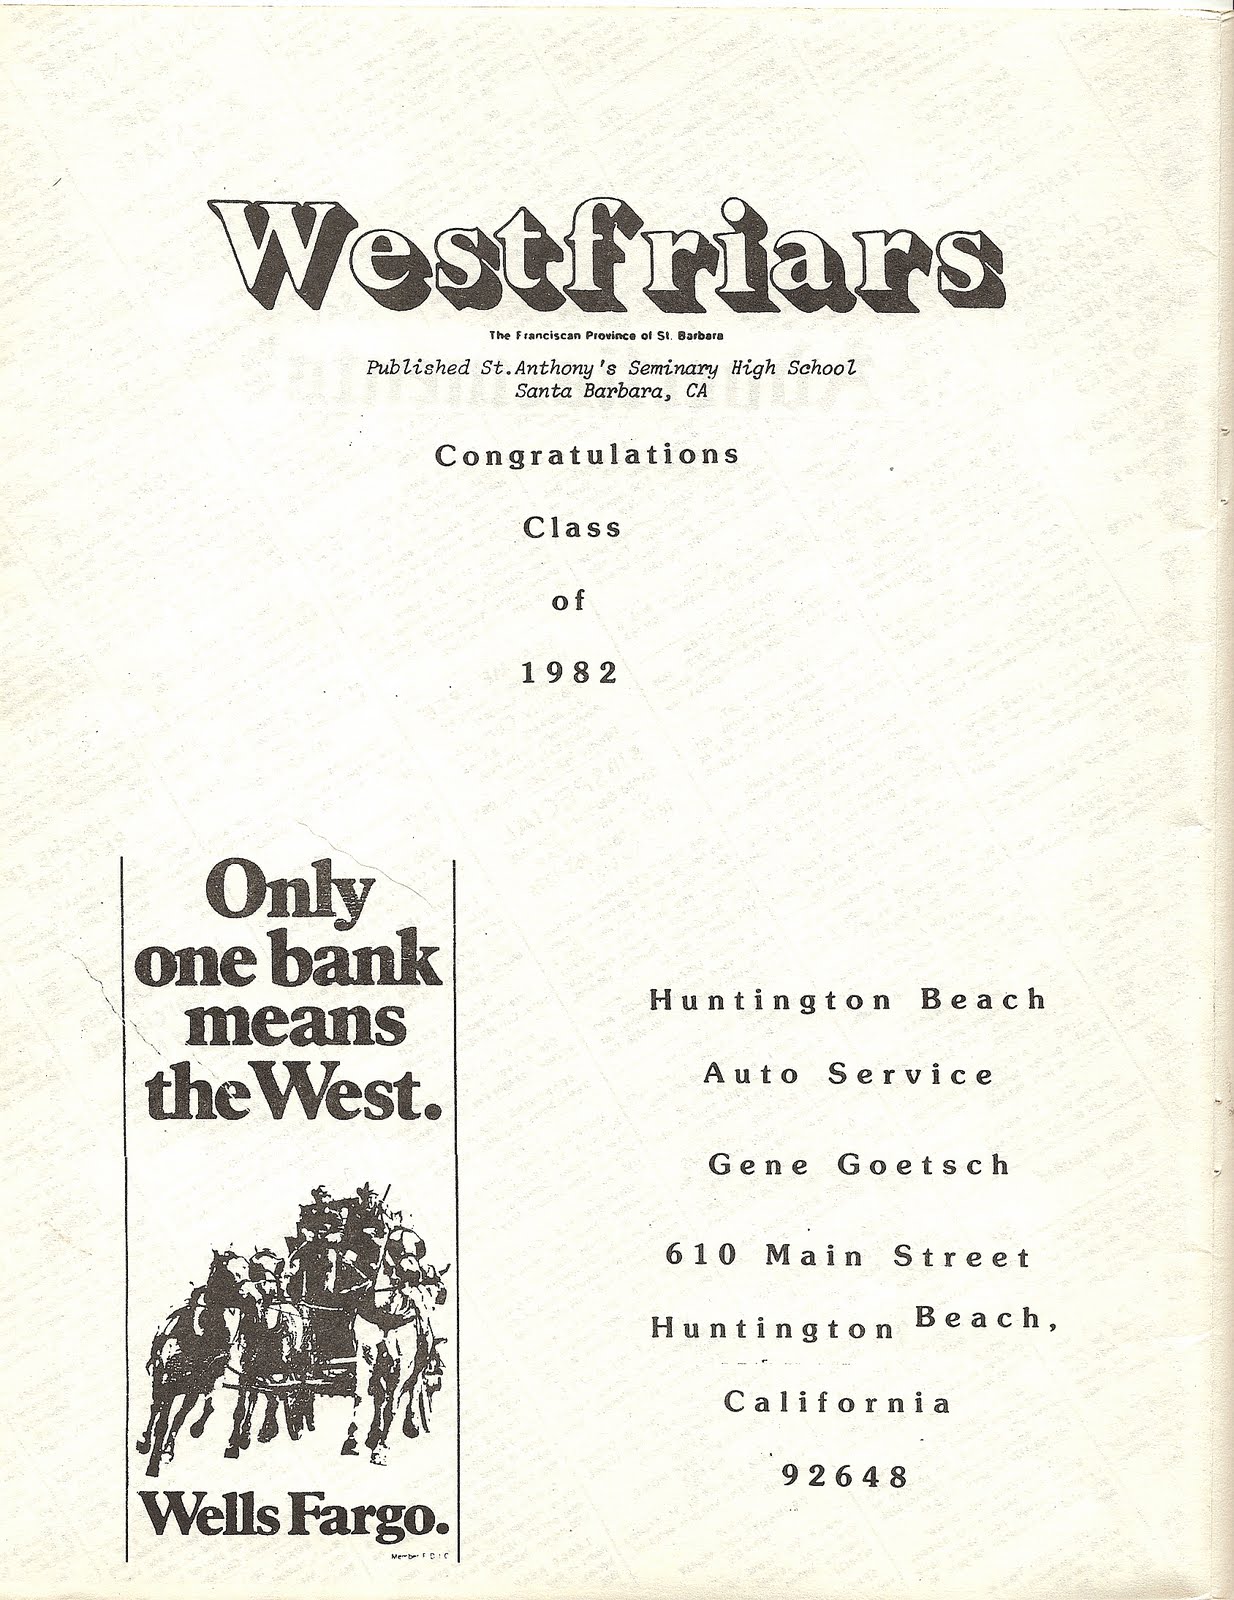 Westfriars
The Franciscan Province of St. Barbara
Published St.Anthony's Seminary High School
Santa Barbara, CA
Congratulations
Class
of
1982
Only
one bank
means
the West.
Wells Fargo.
Member F D I C
Huntington Beach
Auto Service
Gene Goetsch
610 Main Street
Huntington Beach,
California
92648